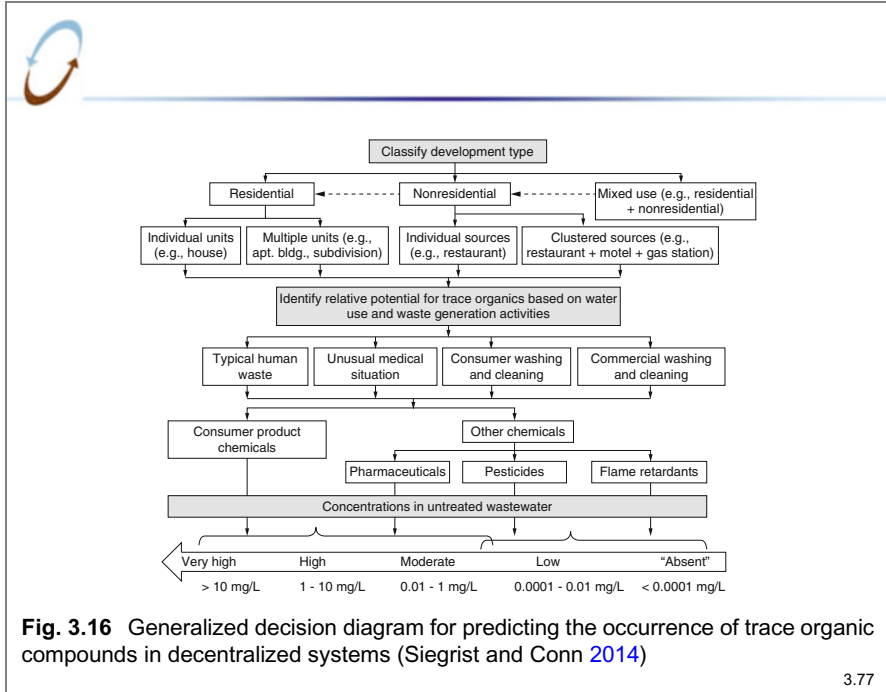 Classify development type
Residential
Nonresidential
Mixed use (e.g., residential
+ nonresidential)
Individual units
(e.g., house)
Multiple units (e.g.,
apt. bldg., subdivision)
Individual sources
(e.g., restaurant)
Clustered sources (e.g.,
restaurant + motel + gas station)
Identify relative potential for trace organics based on water
use and waste generation activities
Typical human
waste
Unusual medical
situation
Consumer washing
and cleaning
Commercial washing
and cleaning
Consumer product
chemicals
Other chemicals
Pharmaceuticals
Pesticides
Flame retardants
Concentrations in untreated wastewater
Very high
High
Moderate
Low
“Absent”
> 10 mg/L
1 - 10 mg/L
0.01 - 1 mg/L
0.0001 - 0.01 mg/L
< 0.0001 mg/L
Fig. 3.16 Generalized decision diagram for predicting the occurrence of trace organic
compounds in decentralized systems (Siegrist and Conn 2014)
3.77